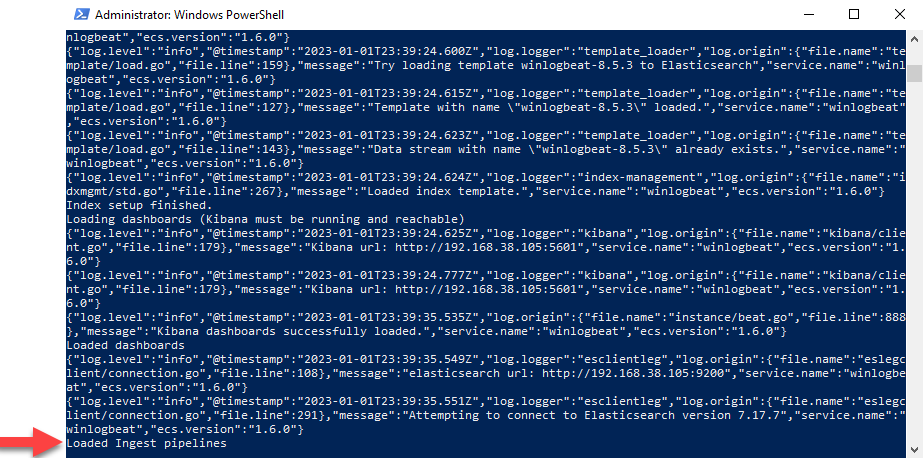 Administrator: Windows PowerShell
nlogbeat","ecs.version":"1.6.0"}
{"log.level":"info","@timestamp":"2023-01-01T23:39:24.600Z","log.logger":"template_loader","log.origin":{"file.name":"te
mplate/load.go","file.line":159},"message":"Try loading template winlogbeat-8.5.3 to Elasticsearch","service.name":"winl
ogbeat","ecs.version":"1.6.0"}
{"log.level":"info","@timestamp":"2023-01-01T23:39:24.615Z","log.logger":"template_loader","log.origin":{"file.name":"te
mplate/load.go","file.line":127},"message":"Template with name \"winlogbeat-8.5.3\" loaded.","service.name":"winlogbeat"
,"ecs.version":"1.6.0"}
{"log.level":"info","@timestamp":"2023-01-01T23:39:24.623Z","log.logger":"template_loader","log.origin":{"file.name":"te
mplate/load.go","file.line":143},"message":"Data stream with name \"winlogbeat-8.5.3\" already exists.","service.name":"
winlogbeat","ecs.version":"1.6.0"}
{"log.level":"info","@timestamp":"2023-01-01T23:39:24.624Z","log.logger":"index-management","log.origin":{"file.name":"i
dxmgmt/std.go","file.line":267},"message":"Loaded index template.","service.name":"winlogbeat","ecs.version":"1.6.0"}
Index setup finished.
Loading dashboards (Kibana must be running and reachable)
{"log.level":"info","@timestamp":"2023-01-01T23:39:24.625Z","log.logger":"kibana","log.origin":{"file.name":"kibana/clie
nt.go","file.line":179},"message":"Kibana url: http://192.168.38.105:5601","service.name":"winlogbeat","ecs.version":"1.
6.0"}
{"log.level":"info","@timestamp":"2023-01-01T23:39:24.777Z","log.logger":"kibana","log.origin":{"file.name":"kibana/clie
nt.go","file.line":179},"message":"Kibana url: http://192.168.38.105:5601","service.name":"winlogbeat","ecs.version":"1.
6.0"}
{"log.level":"info","@timestamp":"2023-01-01T23:39:35.535Z","log.origin":{"file.name":"instance/beat.go","file.line":888
},"message":"Kibana dashboards successfully loaded.","service.name":"winlogbeat","ecs.version":"1.6.0"}
Loaded dashboards
{"log.level":"info","@timestamp":"2023-01-01T23:39:35.549Z","log.logger":"esclientleg","log.origin":{"file.name":"eslegc
lient/connection.go","file.line":108},"message":"elasticsearch url: http://192.168.38.105:9200","service.name":"winlogbe
at","ecs.version":"1.6.0"}
{"log.level":"info","@timestamp":"2023-01-01T23:39:35.551Z","log.logger":"esclientleg","log.origin":{"file.name":"eslegc
lient/connection.go","file.line":291},"message":"Attempting to connect to Elasticsearch version 7.17.7","service.name":"
winlogbeat","ecs.version":"1.6.0"}
Loaded Ingest pipelines